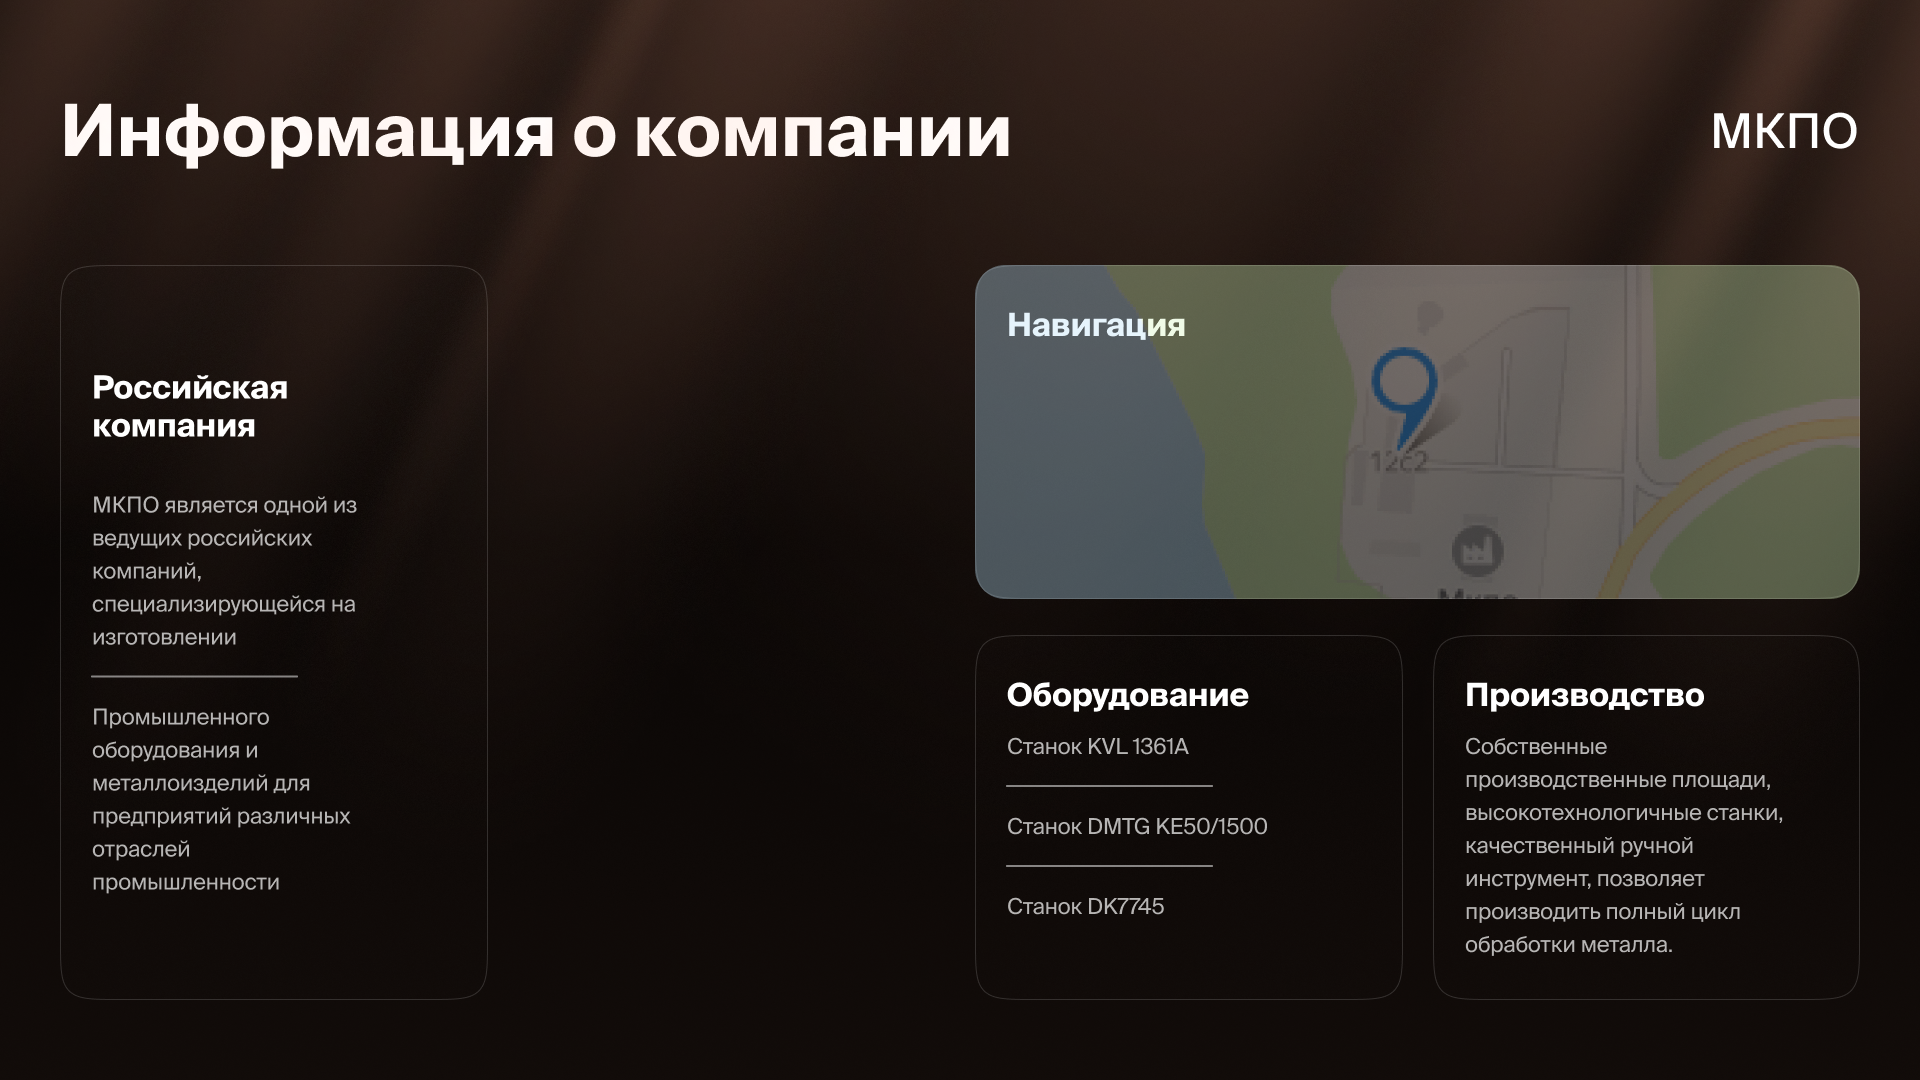 Информация о компании
МКПО
Российская
компания
МКПО является одной из
ведущих российских
компаний,
специализирующейся на
изготовлении
Промышленного
оборудования и
металлоизделий для
предприятий различных
отраслей
промышленности
Навигация
1262
Мкпо
Оборудование
Станок KVL 1361A
Станок DMTG KE50/1500
Станок DK7745
Производство
Собственные
производственные площади,
высокотехнологичные станки,
качественный ручной
инструмент, позволяет
производить полный цикл
обработки металла.